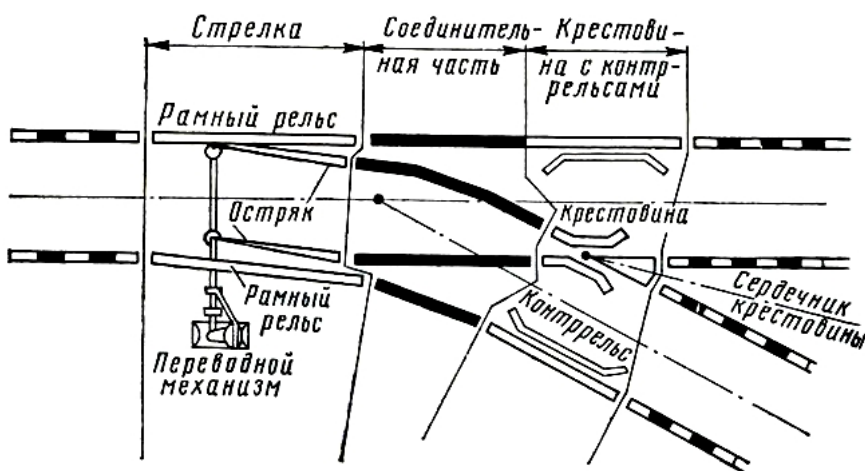 Стрелка
Соединитель-
ная часть
Крестови-
на с контр-
рельсами
Рамный рельс
Остряк
Рамный
рельс
Переводной
механизм
Крестовина
Контррельс
Сердечник
крестовины